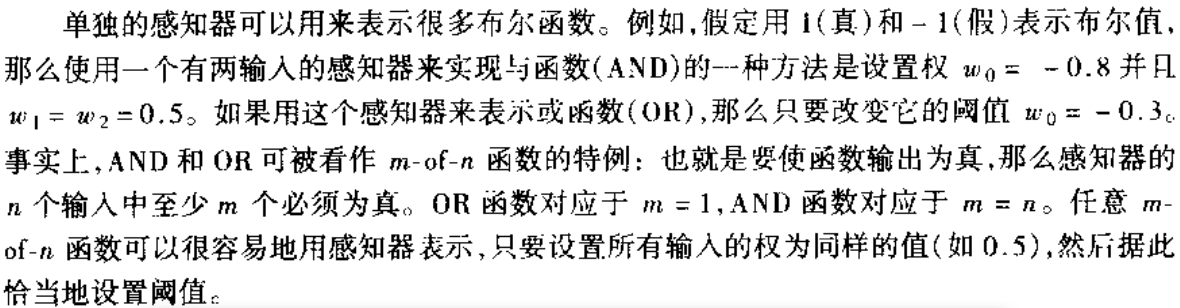 单独的感知器可以用来表示很多布尔函数。例如,假定用 1(真)和 - 1(假)表示布尔值,
那么使用一个有两输入的感知器来实现与函数(AND)的一种方法是设置权 w₀ = - 0.8 并且
w₁ = w₂ = 0.5。如果用这个感知器来表示或函数(OR),那么只要改变它的阈值 w₀ = - 0.3。
事实上,AND 和 OR 可被看作 m-of-n 函数的特例：也就是要使函数输出为真,那么感知器的
n 个输入中至少 m 个必须为真。OR 函数对应于 m = 1,AND 函数对应于 m = n。任意 m-
of-n 函数可以很容易地用感知器表示,只要设置所有输入的权为同样的值(如 0.5),然后据此
恰当地设置阈值。